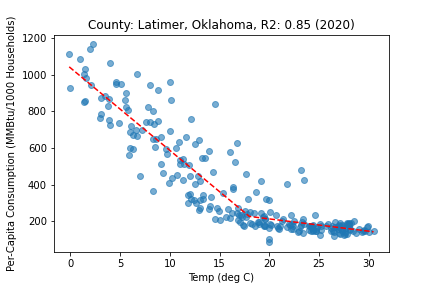 County: Latimer, Oklahoma, R2: 0.85 (2020)
Per-Capita Consumption (MMBtu/1000 Households)
1200
1000
800
600
400
200
0 5 10 15 20 25 30
Temp (deg C)